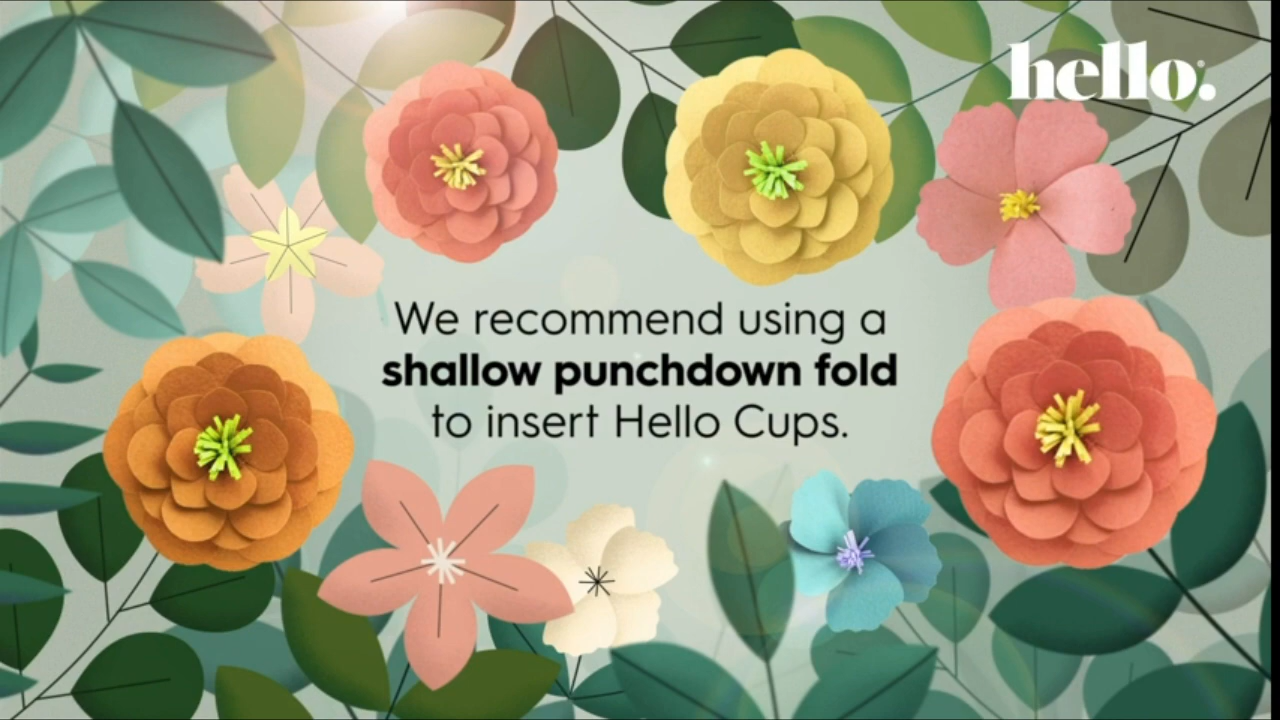 hello.
We recommend using a
shallow punchdown fold
to insert Hello Cups.